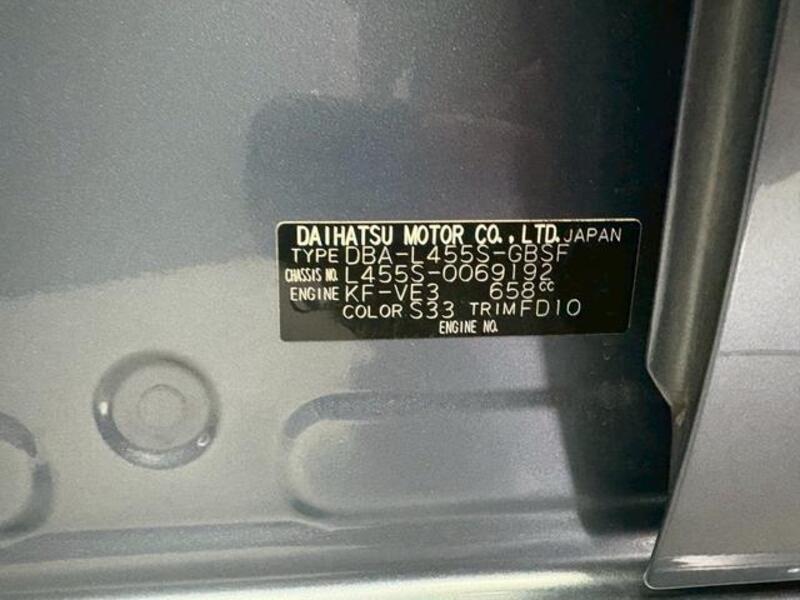 DAIHATSU MOTOR CO., LTD. JAPAN
TYPE DBA-L455S-GBSF
CHASSIS NO. L455S-0069192
ENGINE KF-VE3 658cc
COLOR S33 TRIM FD10
ENGINE NO.